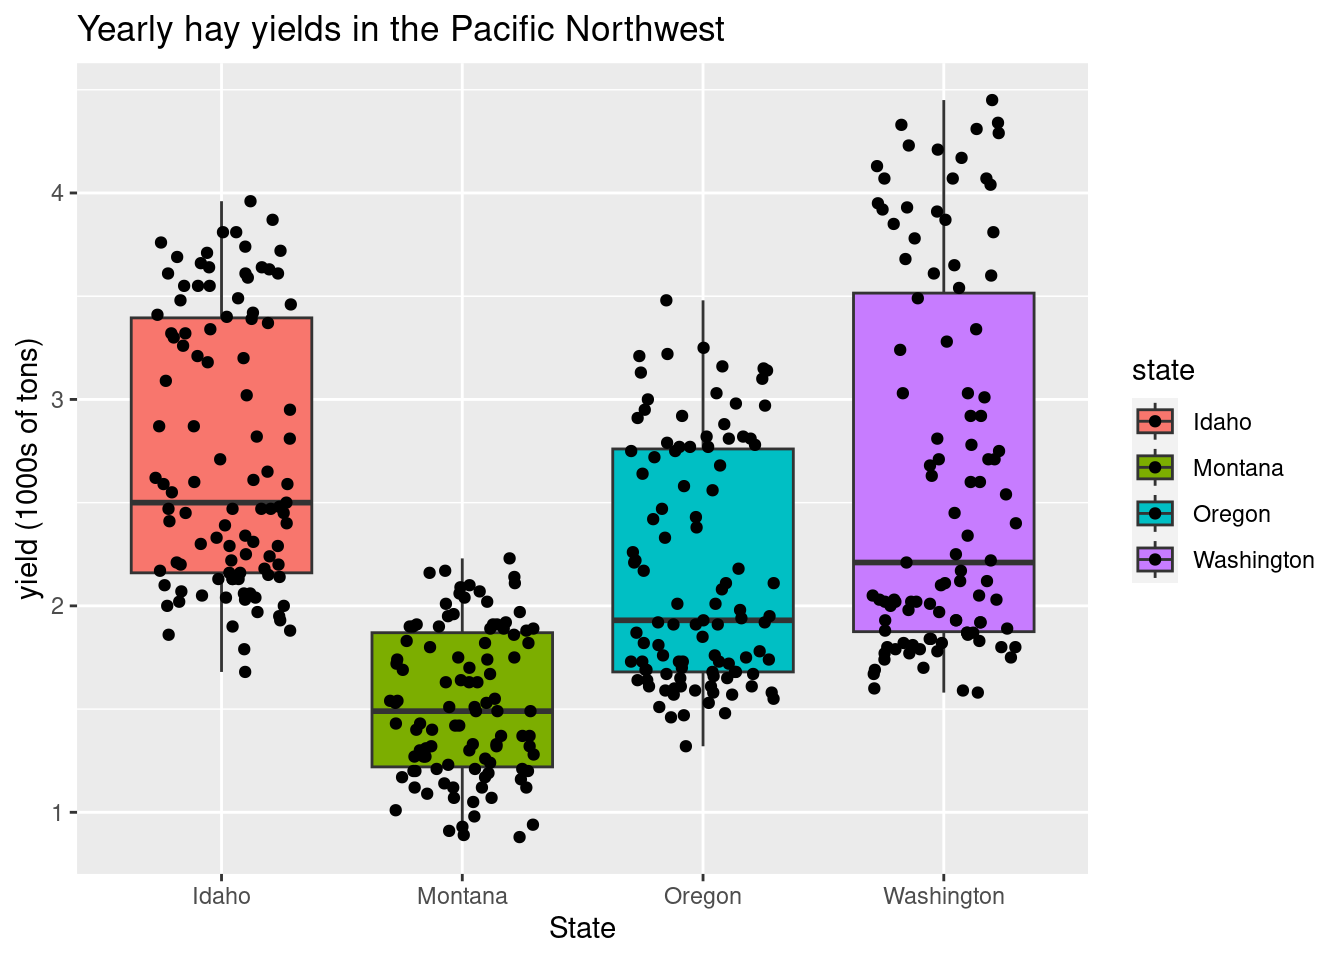 Yearly hay yields in the Pacific Northwest
yield (1000s of tons)
4
3
2
1
Idaho
Montana
Oregon
Washington
State
state
Idaho
Montana
Oregon
Washington